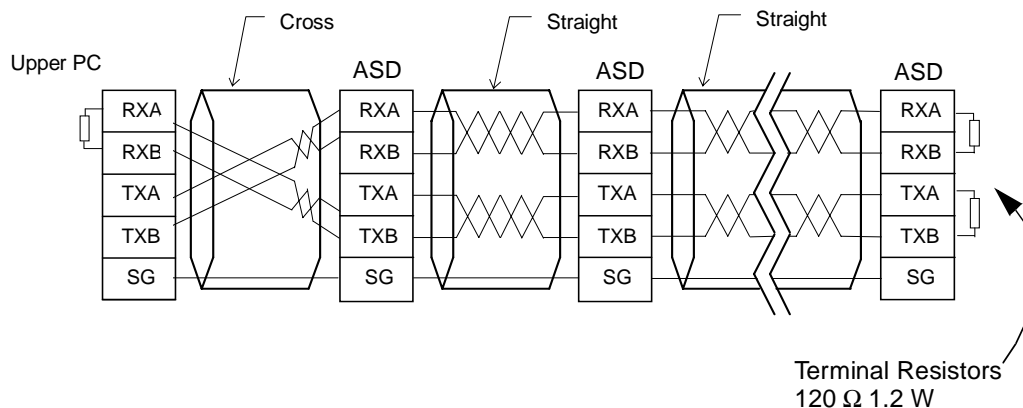 Cross
Straight
Straight
Upper PC
ASD
ASD
ASD
RXA
RXB
TXA
TXB
SG
RXA
RXB
TXA
TXB
SG
RXA
RXB
TXA
TXB
SG
RXA
RXB
TXA
TXB
SG
Terminal Resistors
120 Ω 1.2 W